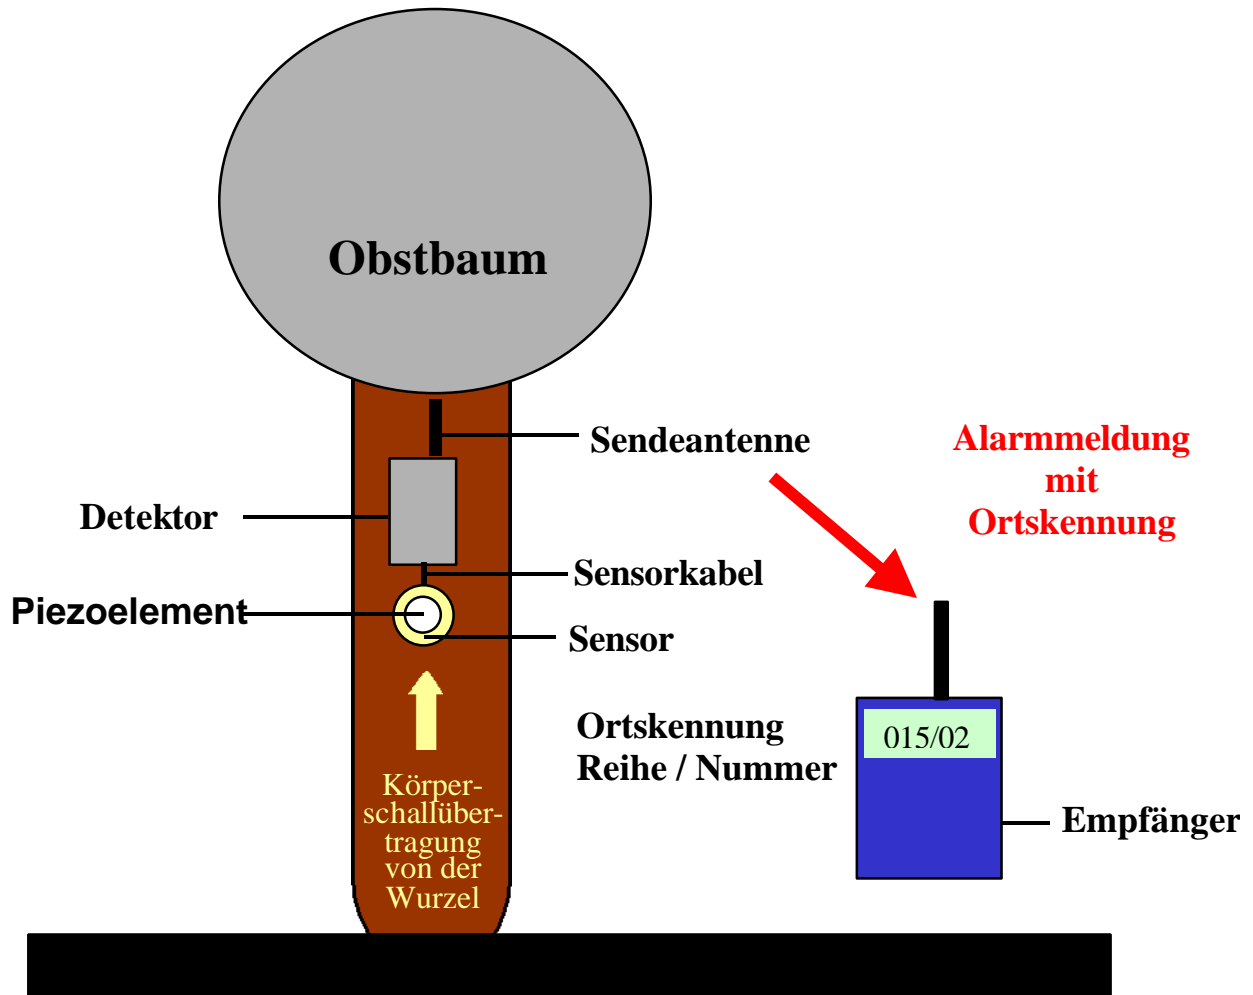 Obstbaum
Sendeantenne
Alarmmeldung
mit
Ortskennung
Detektor
Sensorkabel
Piezoelement
Sensor
Ortskennung
Reihe / Nummer
015/02
Körper-
schallüber-
tragung
von der
Wurzel
Empfänger